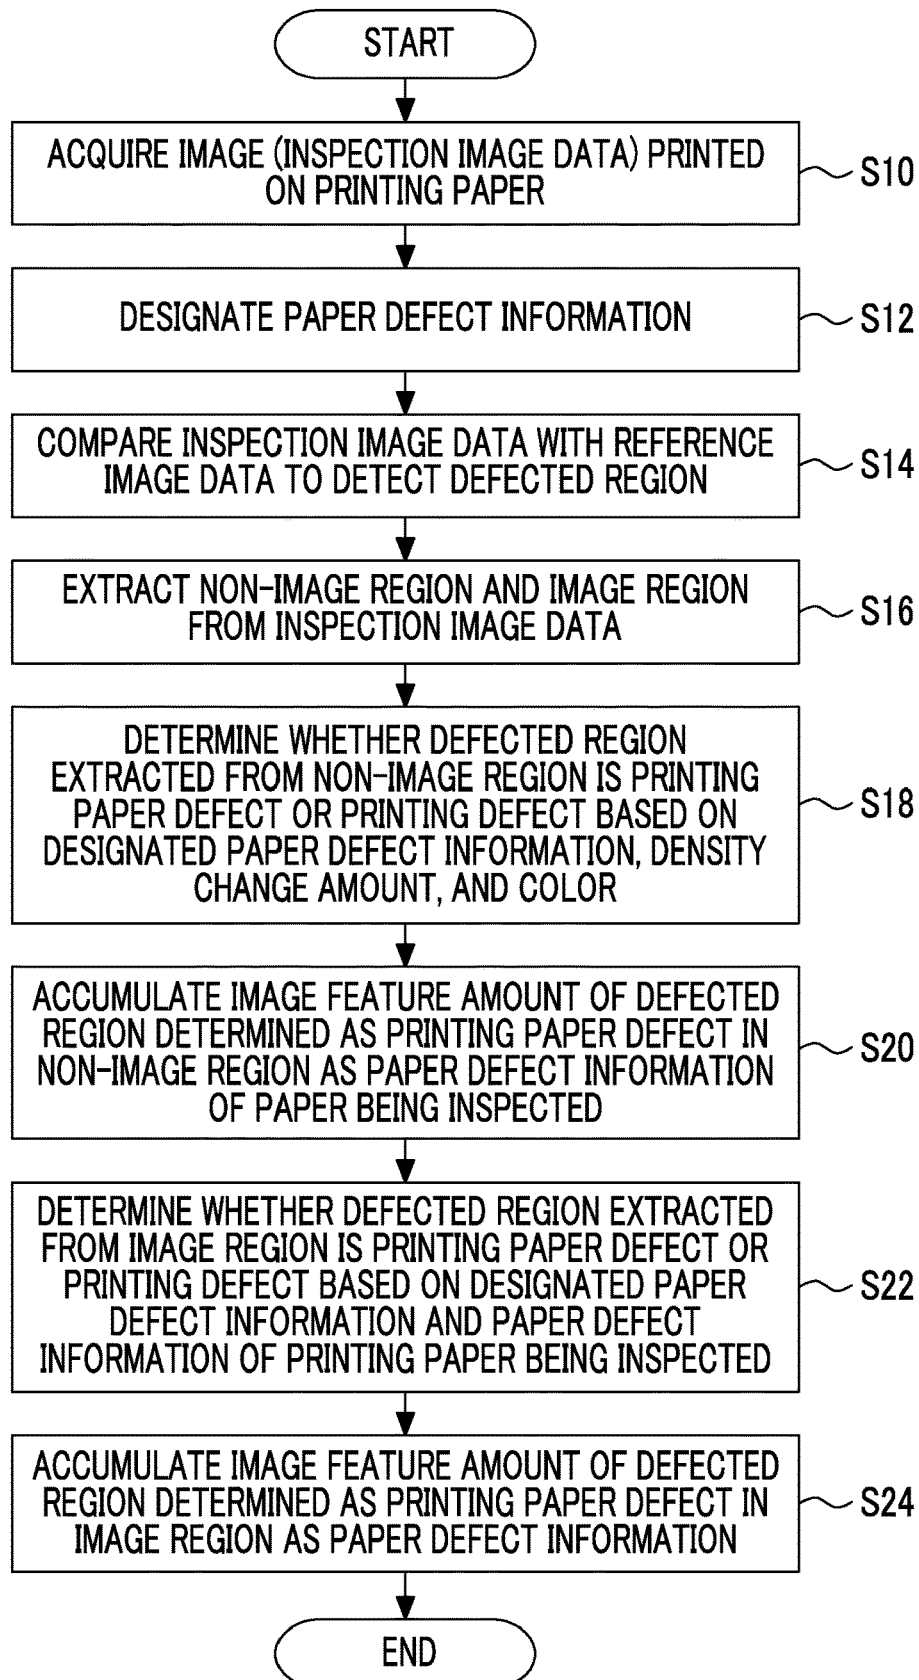 START
ACQUIRE IMAGE (INSPECTION IMAGE DATA) PRINTED
ON PRINTING PAPER
S10
DESIGNATE PAPER DEFECT INFORMATION
S12
COMPARE INSPECTION IMAGE DATA WITH REFERENCE
IMAGE DATA TO DETECT DEFECTED REGION
S14
EXTRACT NON-IMAGE REGION AND IMAGE REGION
FROM INSPECTION IMAGE DATA
S16
DETERMINE WHETHER DEFECTED REGION
EXTRACTED FROM NON-IMAGE REGION IS PRINTING
PAPER DEFECT OR PRINTING DEFECT BASED ON
DESIGNATED PAPER DEFECT INFORMATION, DENSITY
CHANGE AMOUNT, AND COLOR
S18
ACCUMULATE IMAGE FEATURE AMOUNT OF DEFECTED
REGION DETERMINED AS PRINTING PAPER DEFECT IN
NON-IMAGE REGION AS PAPER DEFECT INFORMATION
OF PAPER BEING INSPECTED
S20
DETERMINE WHETHER DEFECTED REGION EXTRACTED
FROM IMAGE REGION IS PRINTING PAPER DEFECT OR
PRINTING DEFECT BASED ON DESIGNATED PAPER
DEFECT INFORMATION AND PAPER DEFECT
INFORMATION OF PRINTING PAPER BEING INSPECTED
S22
ACCUMULATE IMAGE FEATURE AMOUNT OF DEFECTED
REGION DETERMINED AS PRINTING PAPER DEFECT IN
IMAGE REGION AS PAPER DEFECT INFORMATION
S24
END